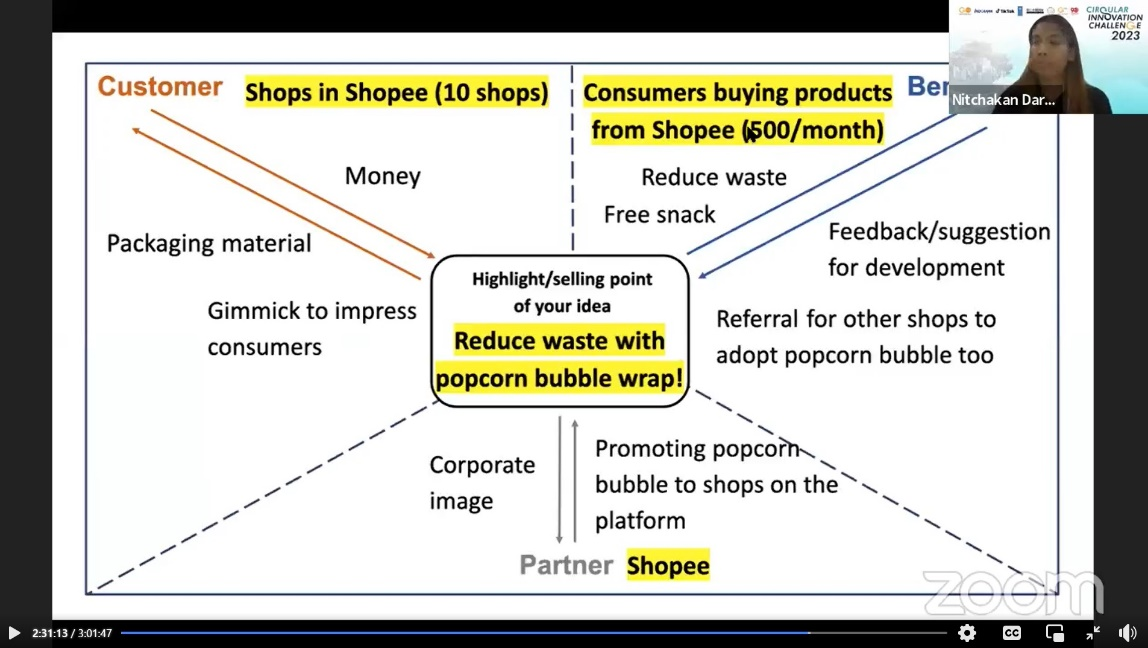 CIRCULAR
INNOVATION
CHALLENGE
2023
Nitchakan Dar...
Customer
Shops in Shopee (10 shops)
Consumers buying products
from Shopee (500/month)
Ber
Money
Reduce waste
Free snack
Packaging material
Feedback/suggestion
for development
Gimmick to impress
consumers
Highlight/selling point
of your idea
Reduce waste with
popcorn bubble wrap!
Referral for other shops to
adopt popcorn bubble too
Corporate
image
Promoting popcorn
bubble to shops on the
platform
Partner Shopee
zoom
2:31:13 / 3:01:47
CC